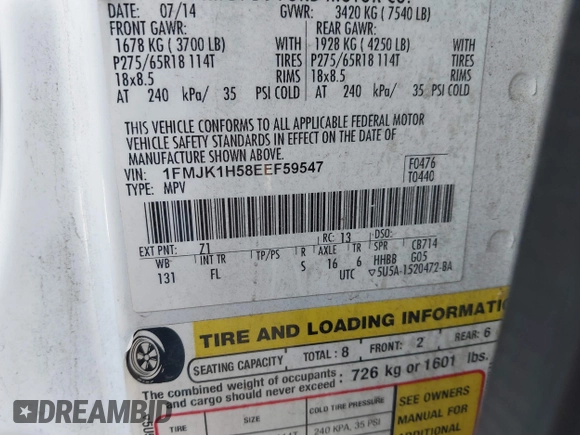 FORD MOTOR CO.
DATE: 07/14 GVWR: 3420 KG (7540 LB)
FRONT GAWR: REAR GAWR:
1678 KG (3700 LB) 1928 KG (4250 LB)
P275/65R18 114T TIRES P275/65R18 114T TIRES
18x8.5 RIMS 18x8.5 RIMS
AT 240 kPa/ 35 PSI COLD AT 240 kPa/ 35 PSI COLD
THIS VEHICLE CONFORMS TO ALL APPLICABLE FEDERAL MOTOR
VEHICLE SAFETY STANDARDS IN EFFECT ON THE DATE OF
MANUFACTURE SHOWN ABOVE.
VIN: 1FMJK1H58EEF59547 F0476
TYPE: MPV T0440
EXT PNT: Z1 RC: 13 DSO:
WB INT TR TP/PS R AXLE TR SPR CB714
131 FL S 16 6 HHBB G05
UTC ▽5U5A-1520472-BA
TIRE AND LOADING INFORMATIO
SEATING CAPACITY TOTAL: 8 FRONT: 2 REAR: 6
The combined weight of occupants
and cargo should never exceed: 726 kg or 1601 lbs.
TIRE SIZE COLD TIRE PRESSURE SEE OWNERS
MANUAL FOR
240 KPA, 35 PSI ADDITIONAL
DREAMBID